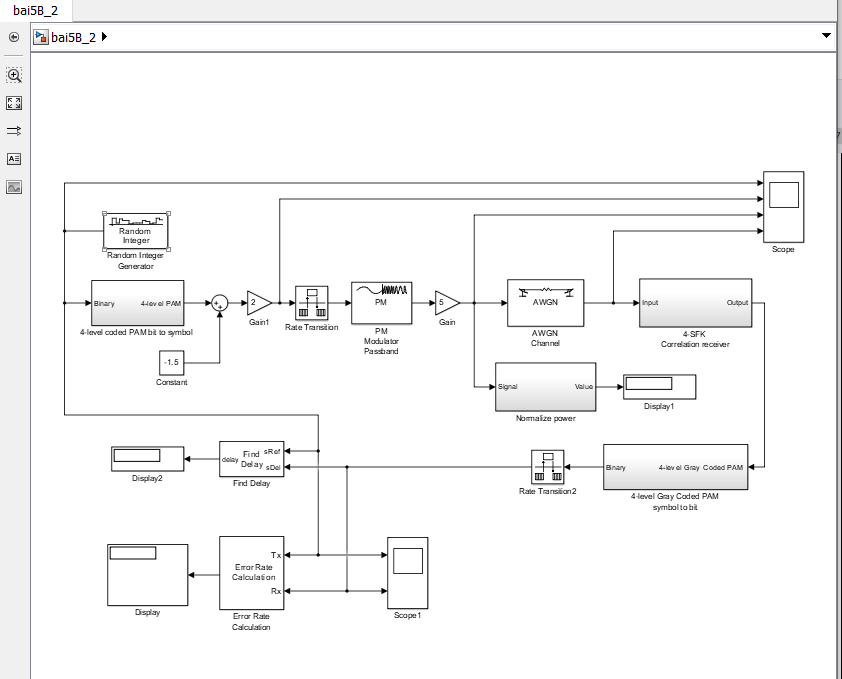 bai5B_2
bai5B_2
Random
Integer
Random Integer
Generator
Scope
Binary
4-level PAM
4-level coded PAM bit to symbol
2
Gain1
Rate Transition
PM
PM
Modulator
Passband
5
Gain
AWGN
AWGN
Channel
Input
Output
4-SFK
Correlation receiver
-1.5
Constant
Signal
Value
Normalize power
Display1
Display2
delay
Find
Delay
sRef
sDel
Find Delay
Rate Transition2
Binary
4-level Gray Coded PAM
4-level Gray Coded PAM
symbol to bit
Display
Error Rate
Calculation
Tx
Rx
Error Rate
Calculation
Scope1